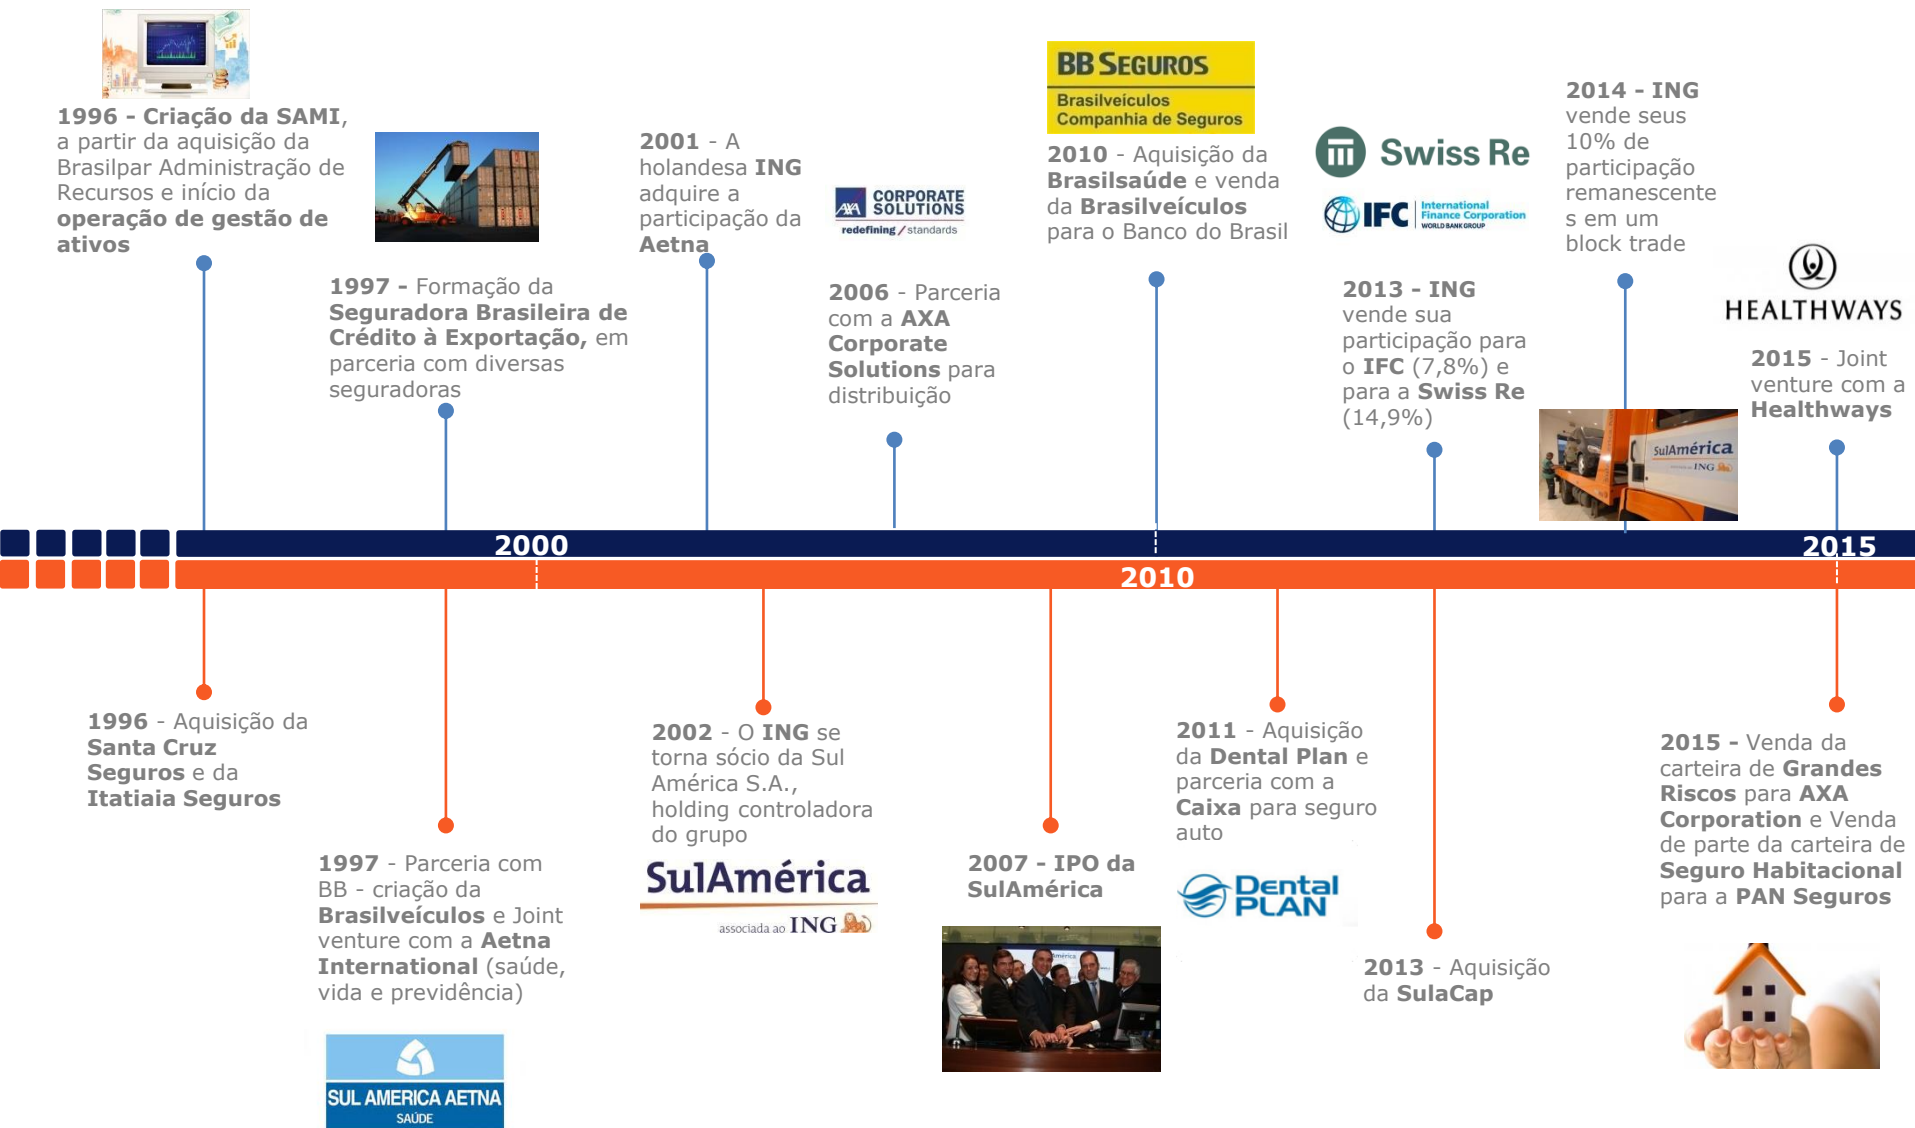 1996 - Criação da SAMI,
a partir da aquisição da
Brasilpar Administração de
Recursos e início da
operação de gestão de
ativos
1997 - Formação da
Seguradora Brasileira de
Crédito à Exportação, em
parceria com diversas
seguradoras
2001 - A
holandesa ING
adquire a
participação da
Aetna
AXA CORPORATE
SOLUTIONS
redefining / standards
2006 - Parceria
com a AXA
Corporate
Solutions para
distribuição
BB SEGUROS
Brasilveículos
Companhia de Seguros
2010 - Aquisição da
Brasilsaúde e venda
da Brasilveículos
para o Banco do Brasil
Swiss Re
IFC International
Finance Corporation
WORLD BANK GROUP
2013 - ING
vende sua
participação para
o IFC (7,8%) e
para a Swiss Re
(14,9%)
2014 - ING
vende seus
10% de
participação
remanescente
s em um
block trade
SulAmérica
ING
HEALTHWAYS
2015 - Joint
venture com a
Healthways
2000
2015
2010
1996 - Aquisição da
Santa Cruz
Seguros e da
Itatiaia Seguros
1997 - Parceria com
BB - criação da
Brasilveículos e Joint
venture com a Aetna
International (saúde,
vida e previdência)
SUL AMERICA AETNA
SAÚDE
2002 - O ING se
torna sócio da Sul
América S.A.,
holding controladora
do grupo
SulAmérica
associada ao ING
2007 - IPO da
SulAmérica
2011 - Aquisição
da Dental Plan e
parceria com a
Caixa para seguro
auto
Dental
PLAN
2013 - Aquisição
da SulaCap
2015 - Venda da
carteira de Grandes
Riscos para AXA
Corporation e Venda
de parte da carteira de
Seguro Habitacional
para a PAN Seguros